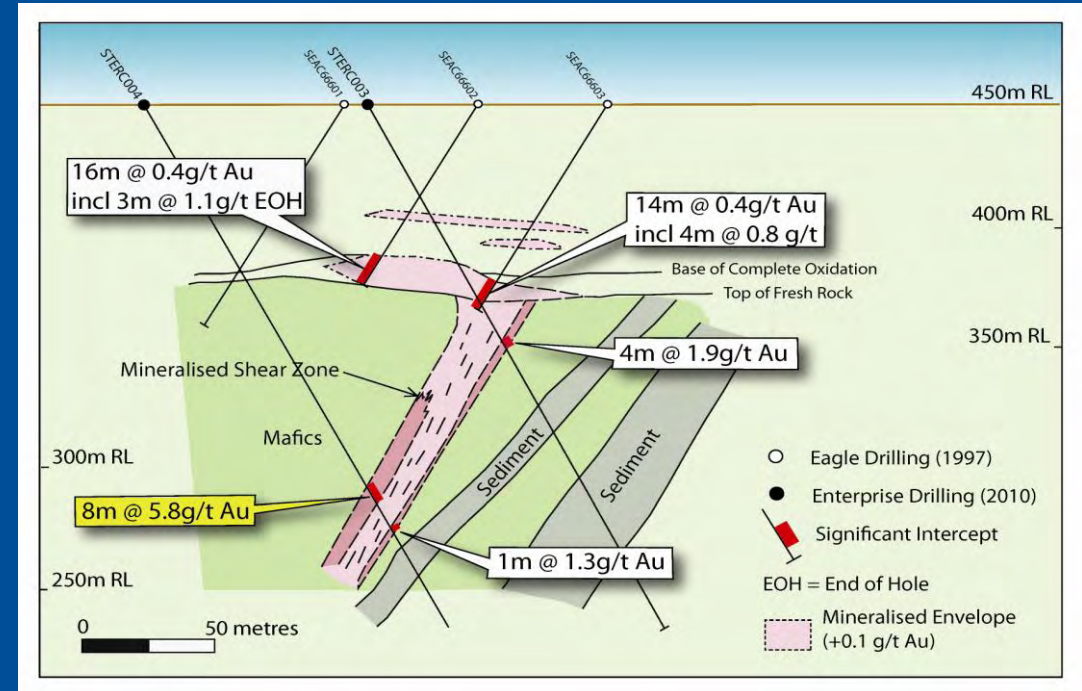 STERC004
SEAC66601
STERC003
SEAC66602
SEAC66603
450m RL
16m @ 0.4g/t Au
incl 3m @ 1.1g/t EOH
14m @ 0.4g/t Au
incl 4m @ 0.8 g/t
400m RL
Base of Complete Oxidation
Top of Fresh Rock
350m RL
4m @ 1.9g/t Au
Mineralised Shear Zone
Mafics
Sediment
Sediment
300m RL
8m @ 5.8g/t Au
1m @ 1.3g/t Au
250m RL
0 50 metres
Eagle Drilling (1997)
Enterprise Drilling (2010)
Significant Intercept
EOH = End of Hole
Mineralised Envelope
(+0.1 g/t Au)